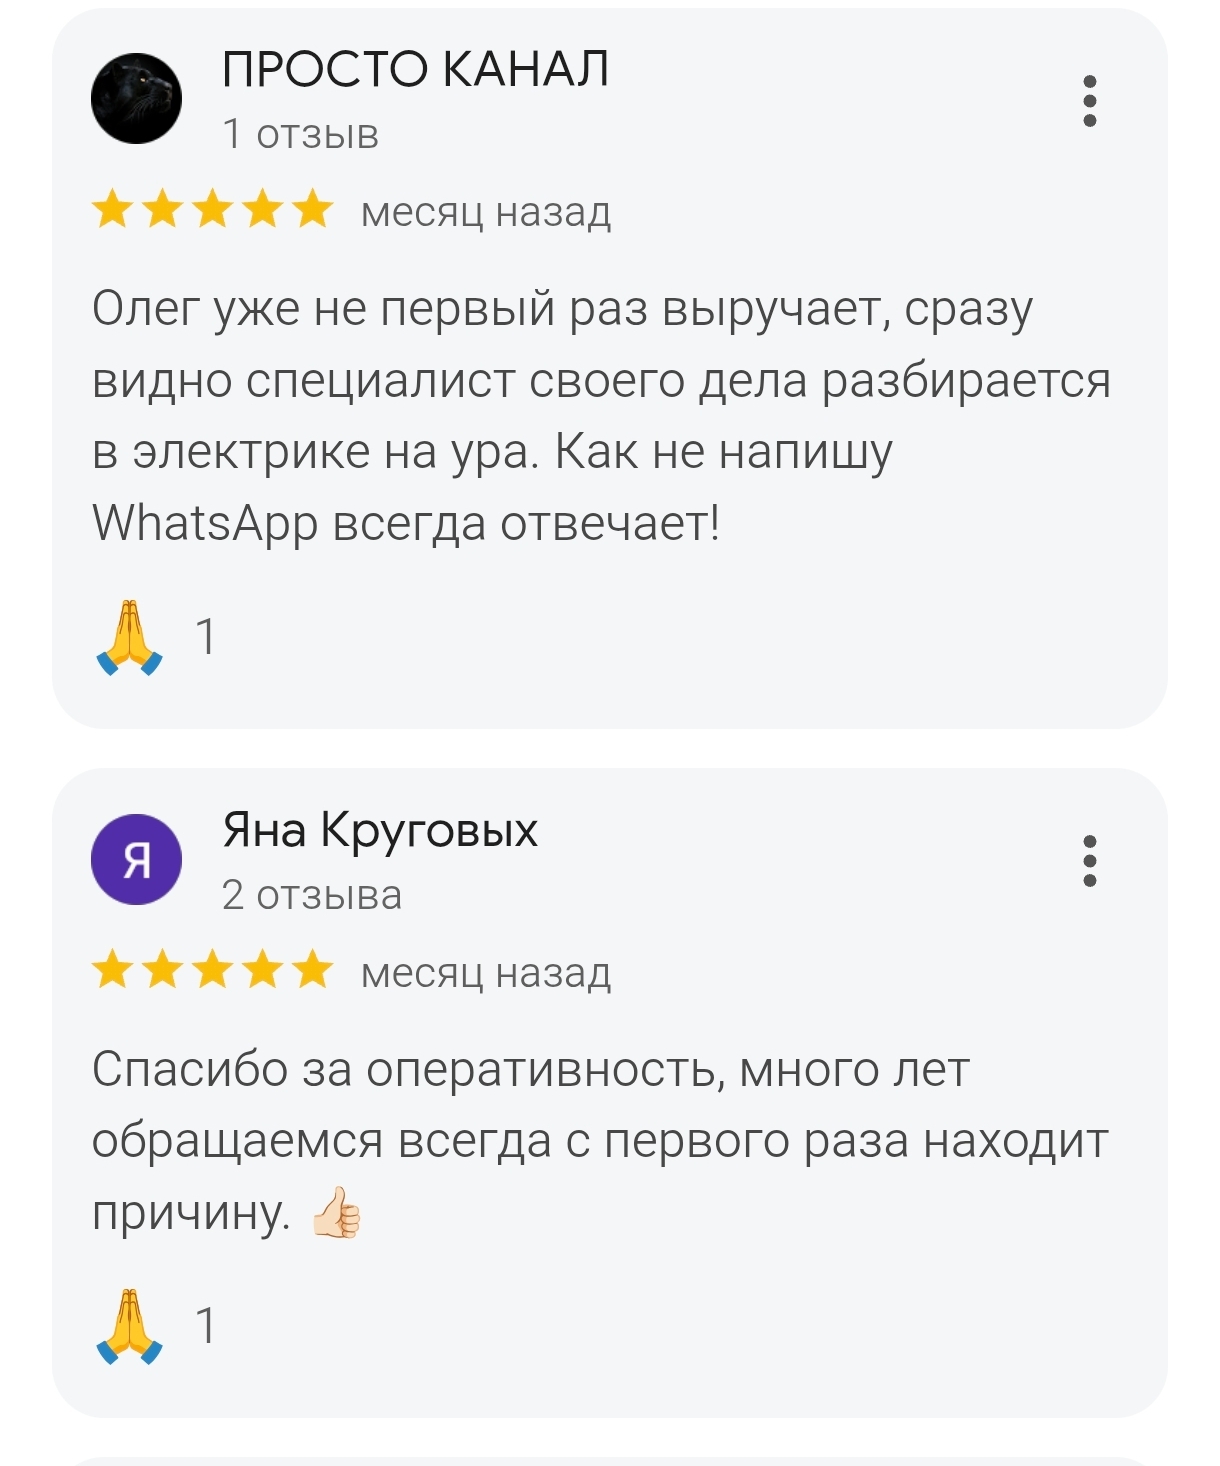 ПРОСТО КАНАЛ
1 отзыв
месяц назад
Олег уже не первый раз выручает, сразу
видно специалист своего дела разбирается
в электрике на ура. Как не напишу
WhatsApp всегда отвечает!
🙏 1
Я
Яна Круговых
2 отзыва
месяц назад
Спасибо за оперативность, много лет
обращаемся всегда с первого раза находит
причину. 👍🏻
🙏 1